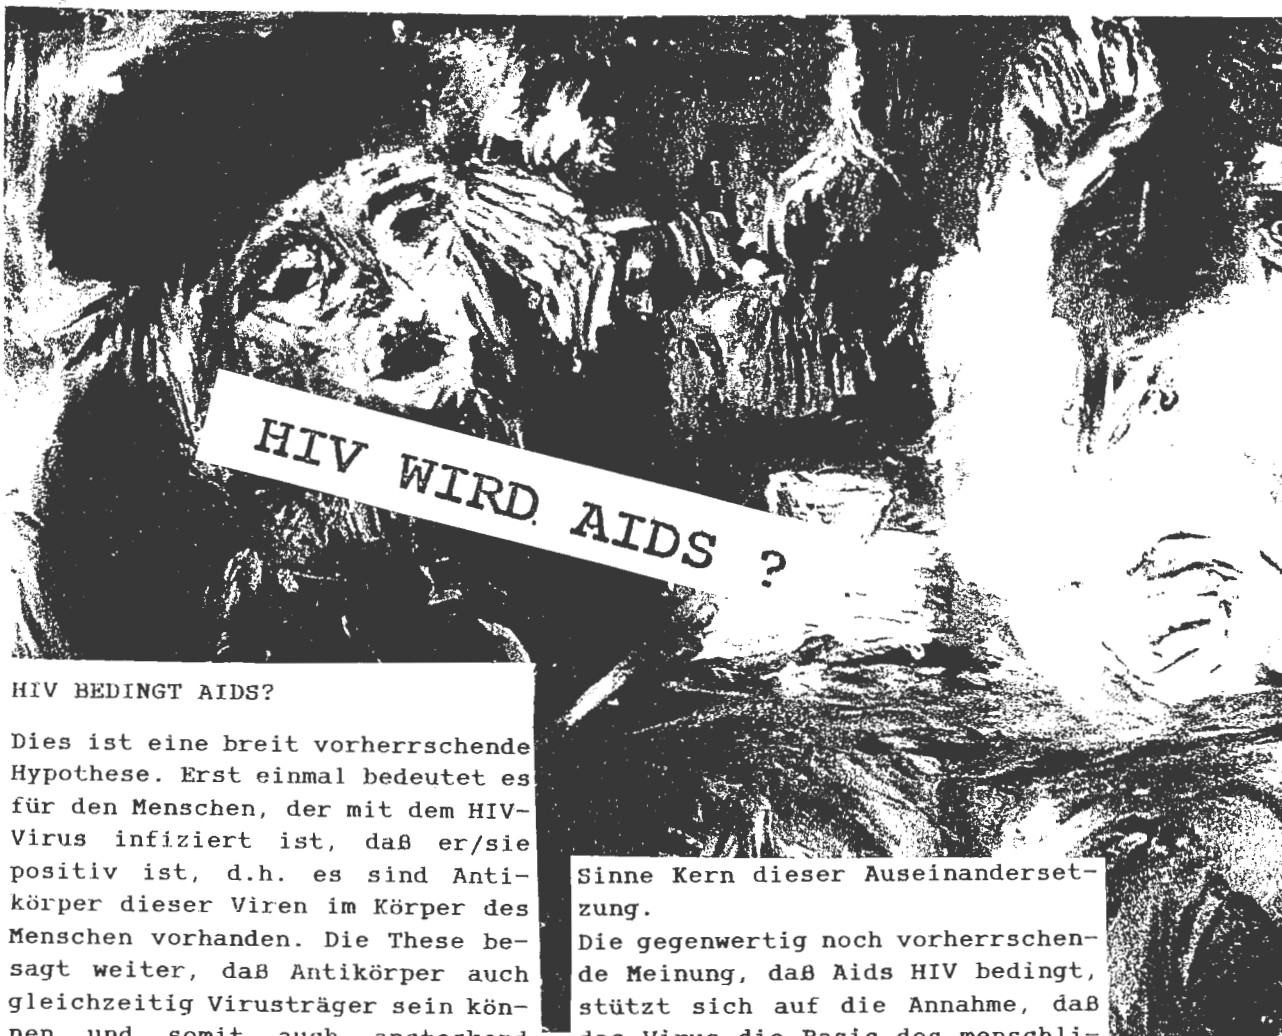 HIV WIRD AIDS ?
HIV BEDINGT AIDS?
Dies ist eine breit vorherrschende
Hypothese. Erst einmal bedeutet es
für den Menschen, der mit dem HIV-
Virus infiziert ist, daß er/sie
positiv ist, d.h. es sind Anti-
körper dieser Viren im Körper des
Menschen vorhanden. Die These be-
sagt weiter, daß Antikörper auch
gleichzeitig Virusträger sein kön-
nen und somit auch ansteckend
Sinne Kern dieser Auseinanderset-
zung.
Die gegenwertig noch vorherrschen-
de Meinung, daß Aids HIV bedingt,
stützt sich auf die Annahme, daß
das Virus die Basis des menschli-